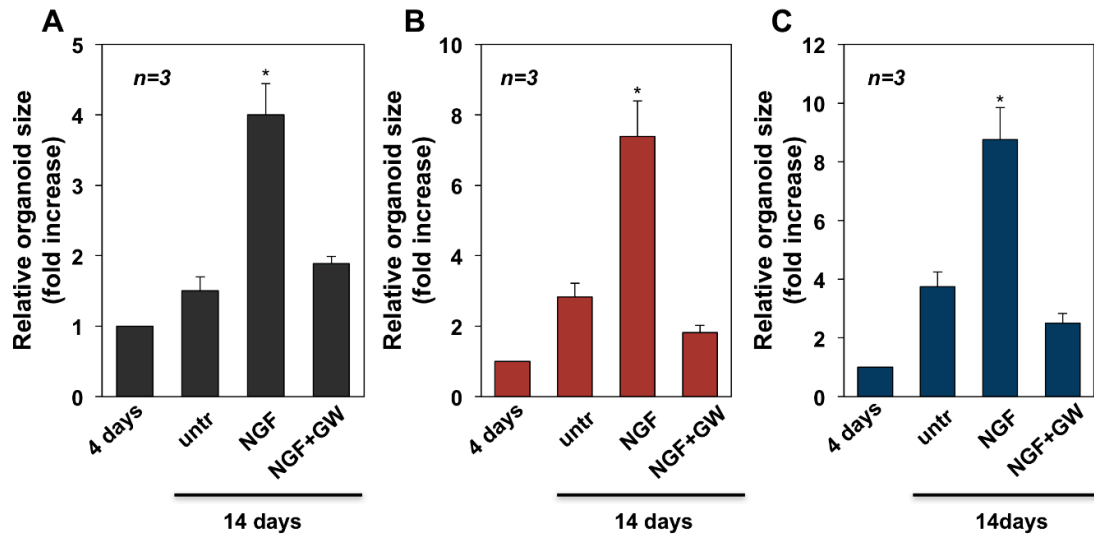 A
Relative organoid size
(fold increase)
5
4
3
2
1
0
n=3
*
4 days
untr
NGF
NGF+GW
14 days
B
Relative organoid size
(fold increase)
10
8
6
4
2
0
n=3
*
4 days
untr
NGF
NGF+GW
14 days
C
Relative organoid size
(fold increase)
12
10
8
6
4
2
0
n=3
*
4 days
untr
NGF
NGF+GW
14days